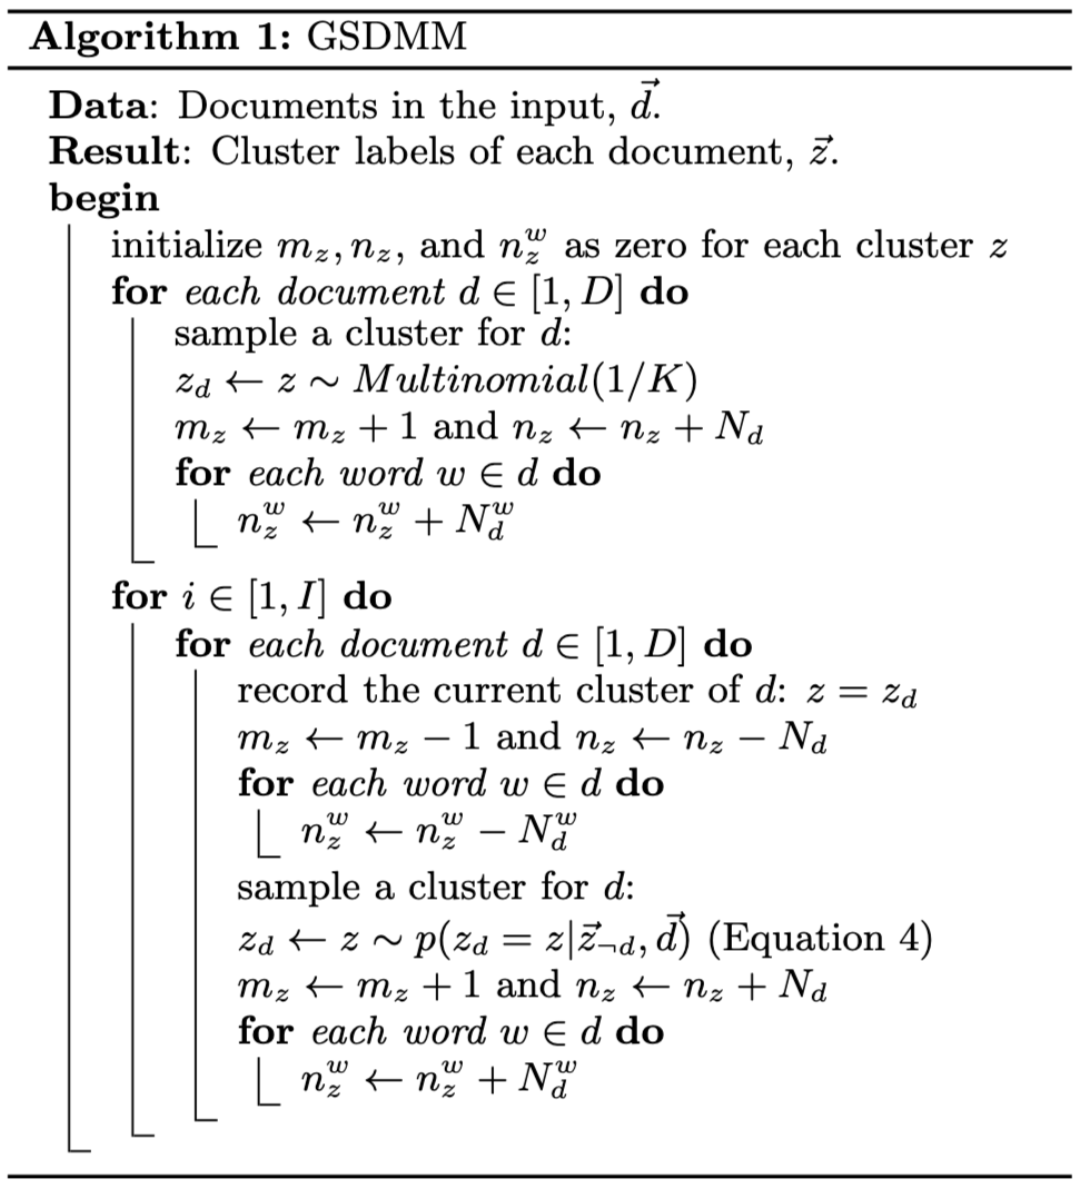 Algorithm 1: GSDMM
Data: Documents in the input, $\vec{d}$.
Result: Cluster labels of each document, $\vec{z}$.
begin
initialize $m_z, n_z$, and $n_z^w$ as zero for each cluster $z$
for each document $d \in [1, D]$ do
sample a cluster for $d$:
$z_d \leftarrow z \sim Multinomial(1/K)$
$m_z \leftarrow m_z + 1$ and $n_z \leftarrow n_z + N_d$
for each word $w \in d$ do
$n_z^w \leftarrow n_z^w + N_d^w$
for $i \in [1, I]$ do
for each document $d \in [1, D]$ do
record the current cluster of $d$: $z = z_d$
$m_z \leftarrow m_z - 1$ and $n_z \leftarrow n_z - N_d$
for each word $w \in d$ do
$n_z^w \leftarrow n_z^w - N_d^w$
sample a cluster for $d$:
$z_d \leftarrow z \sim p(z_d = z|\vec{z}_{\neg d}, \vec{d})$ (Equation 4)
$m_z \leftarrow m_z + 1$ and $n_z \leftarrow n_z + N_d$
for each word $w \in d$ do
$n_z^w \leftarrow n_z^w + N_d^w$